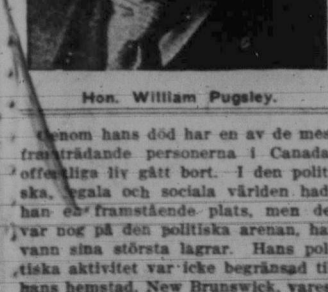 Hon. William Pugsley.
Genom hans död har en av de mes
framträdande personerna i Canada
offentliga liv gått bort. I den polit
ska, legala och sociala världen had
han en framstående plats, men de
var nog på den politiska arenan, ha
vann sina största lagrar. Hans pol
tiska aktivitet var icke begränsad ti
hans hemstad, New Brunswick, vars